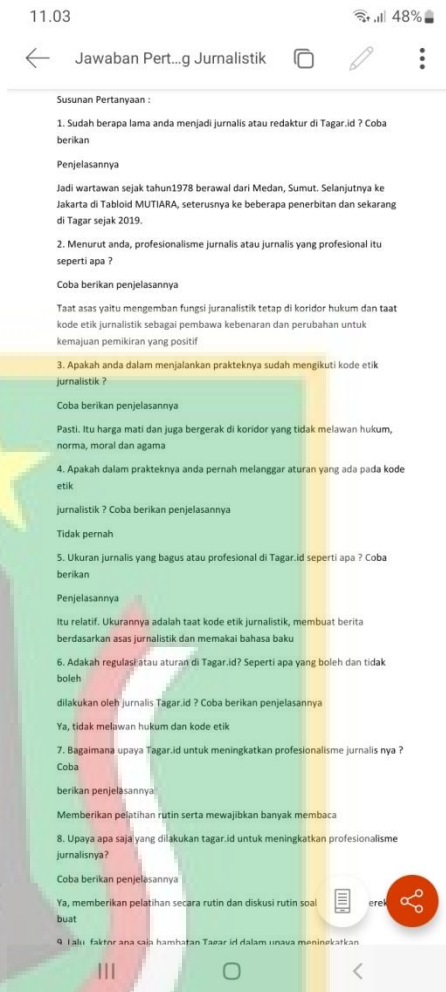 11.03
48%
Jawaban Pert...g Jurnalistik
Susunan Pertanyaan :
1. Sudah berapa lama anda menjadi jurnalis atau redaktur di Tagar.id ? Coba
berikan
Penjelasannya
Jadi wartawan sejak tahun1978 berawal dari Medan, Sumut. Selanjutnya ke
Jakarta di Tabloid MUTIARA, seterusnya ke beberapa penerbitan dan sekarang
di Tagar sejak 2019.
2. Menurut anda, profesionalisme jurnalis atau jurnalis yang profesional itu
seperti apa ?
Coba berikan penjelasannya
Taat asas yaitu mengemban fungsi juranalistik tetap di koridor hukum dan taat
kode etik jurnalistik sebagai pembawa kebenaran dan perubahan untuk
kemajuan pemikiran yang positif
3. Apakah anda dalam menjalankan prakteknya sudah mengikuti kode etik
jurnalistik ?
Coba berikan penjelasannya
Pasti. Itu harga mati dan juga bergerak di koridor yang tidak melawan hukum,
norma, moral dan agama
4. Apakah dalam prakteknya anda pernah melanggar aturan yang ada pada kode
etik
jurnalistik ? Coba berikan penjelasannya
Tidak pernah
5. Ukuran jurnalis yang bagus atau profesional di Tagar.id seperti apa ? Coba
berikan
Penjelasannya
Itu relatif. Ukurannya adalah taat kode etik jurnalistik, membuat berita
berdasarkan asas jurnalistik dan memakai bahasa baku
6. Adakah regulasi atau aturan di Tagar.id? Seperti apa yang boleh dan tidak
boleh
dilakukan oleh jurnalis Tagar.id ? Coba berikan penjelasannya
Ya, tidak melawan hukum dan kode etik
7. Bagaimana upaya Tagar.id untuk meningkatkan profesionalisme jurnalis nya ?
Coba
berikan penjelasannya
Memberikan pelatihan rutin serta mewajibkan banyak membaca
8. Upaya apa saja yang dilakukan tagar.id untuk meningkatkan profesionalisme
jurnalisnya?
Coba berikan penjelasannya
Ya, memberikan pelatihan secara rutin dan diskusi rutin soal
buat
9. Lalu, faktor apa saja hambatan Tagar.id dalam upaya meningkatkan